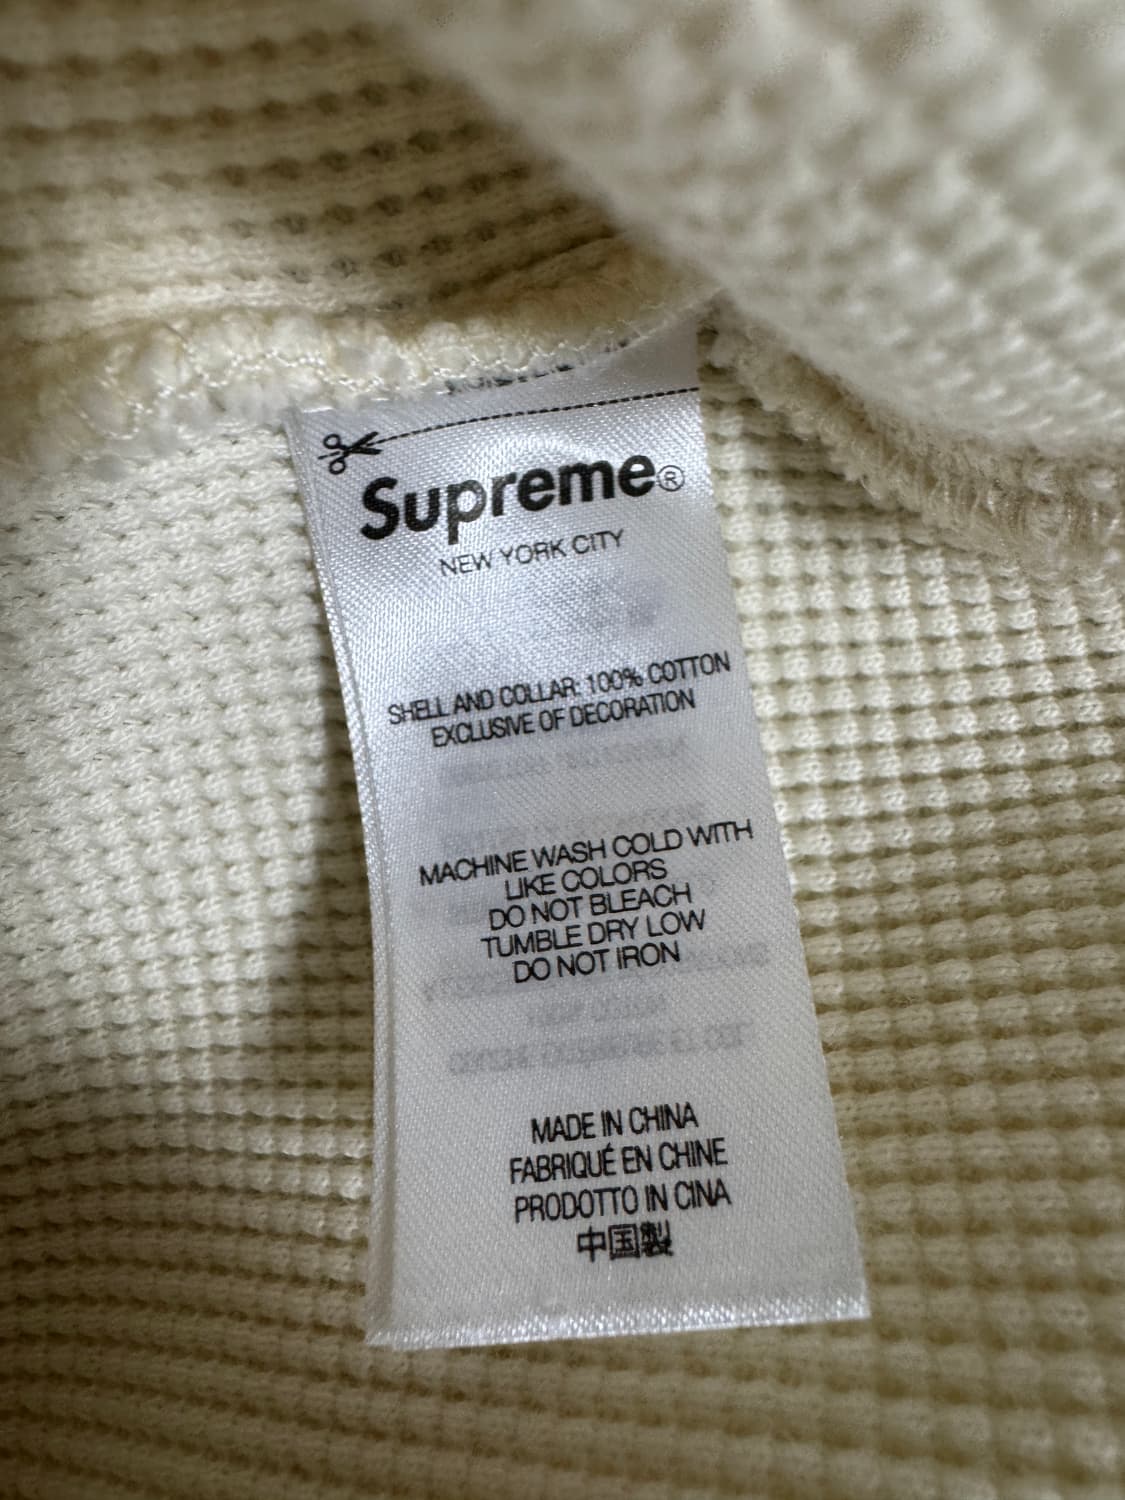 Supreme®
NEW YORK CITY
SHELL AND COLLAR: 100% COTTON
EXCLUSIVE OF DECORATION
MACHINE WASH COLD WITH
LIKE COLORS
DO NOT BLEACH
TUMBLE DRY LOW
DO NOT IRON
MADE IN CHINA
FABRIQUÉ EN CHINE
PRODOTTO IN CINA
中国製